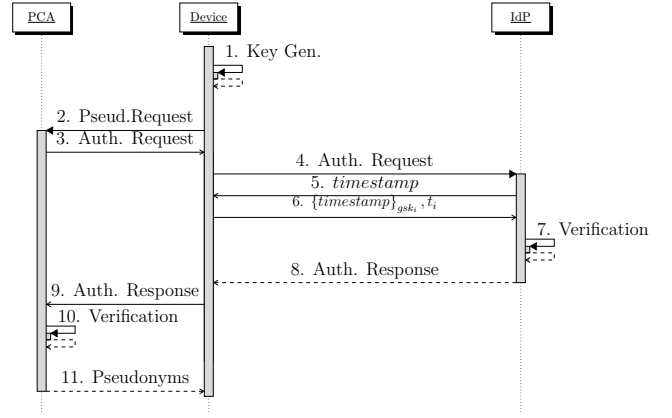 PCA
Device
IdP
1. Key Gen.
2. Pseud.Request
3. Auth. Request
4. Auth. Request
5. timestamp
6. {timestamp}gski, ti
7. Verification
8. Auth. Response
9. Auth. Response
10. Verification
11. Pseudonyms